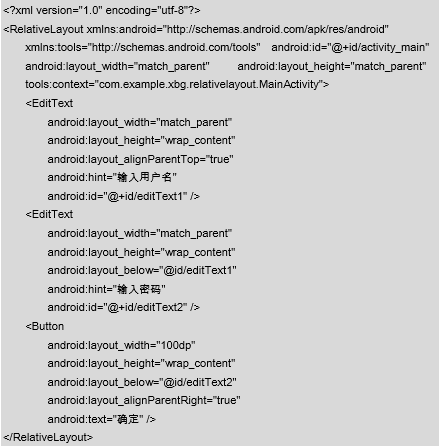 <?xml version="1.0" encoding="utf-8"?>
<RelativeLayout xmlns:android="http://schemas.android.com/apk/res/android"
xmlns:tools="http://schemas.android.com/tools" android:id="@+id/activity_main"
android:layout_width="match_parent" android:layout_height="match_parent"
tools:context="com.example.xbg.relativelayout.MainActivity">
<EditText
android:layout_width="match_parent"
android:layout_height="wrap_content"
android:layout_alignParentTop="true"
android:hint="输入用户名"
android:id="@+id/editText1" />
<EditText
android:layout_width="match_parent"
android:layout_height="wrap_content"
android:layout_below="@id/editText1"
android:hint="输入密码"
android:id="@+id/editText2" />
<Button
android:layout_width="100dp"
android:layout_height="wrap_content"
android:layout_below="@id/editText2"
android:layout_alignParentRight="true"
android:text="确定" />
</RelativeLayout>